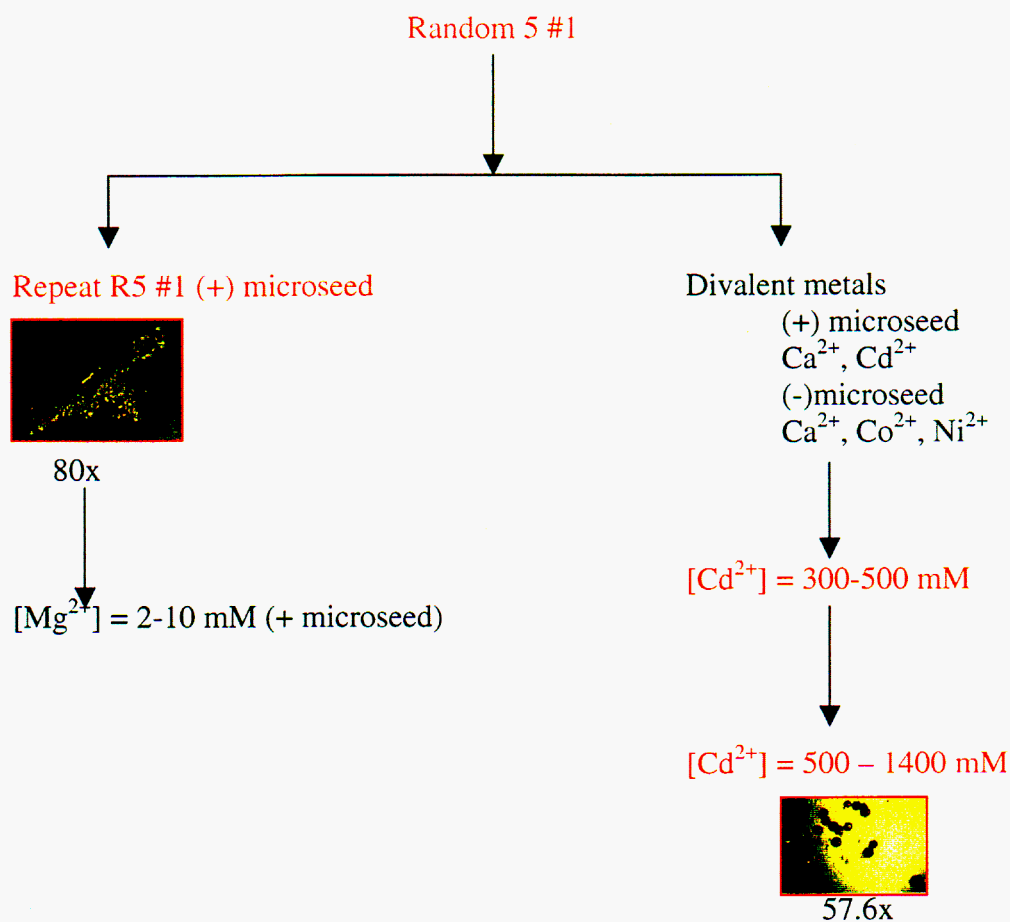 Random 5 #1
Repeat R5 #1 (+) microseed
80x
[Mg²⁺] = 2-10 mM (+ microseed)
Divalent metals
(+) microseed
Ca²⁺, Cd²⁺
(-)microseed
Ca²⁺, Co²⁺, Ni²⁺
[Cd²⁺] = 300-500 mM
[Cd²⁺] = 500 – 1400 mM
57.6x